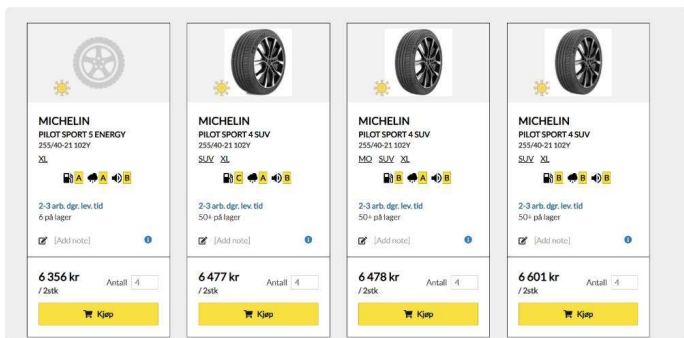 MICHELIN
PILOT SPORT 5 ENERGY
255/40-21 102Y
XL
A A B
2-3 arb. dgr. lev. tid
6 på lager
[Add note]
6 356 kr
/ 2stk
Antall 4
Kjøp
MICHELIN
PILOT SPORT 4 SUV
255/40-21 102Y
SUV XL
C A B
2-3 arb. dgr. lev. tid
50+ på lager
[Add note]
6 477 kr
/ 2stk
Antall 4
Kjøp
MICHELIN
PILOT SPORT 4 SUV
255/40-21 102Y
MO SUV XL
B A B
2-3 arb. dgr. lev. tid
50+ på lager
[Add note]
6 478 kr
/ 2stk
Antall 4
Kjøp
MICHELIN
PILOT SPORT 4 SUV
255/40-21 102Y
SUV XL
B B B
2-3 arb. dgr. lev. tid
50+ på lager
[Add note]
6 601 kr
/ 2stk
Antall 4
Kjøp